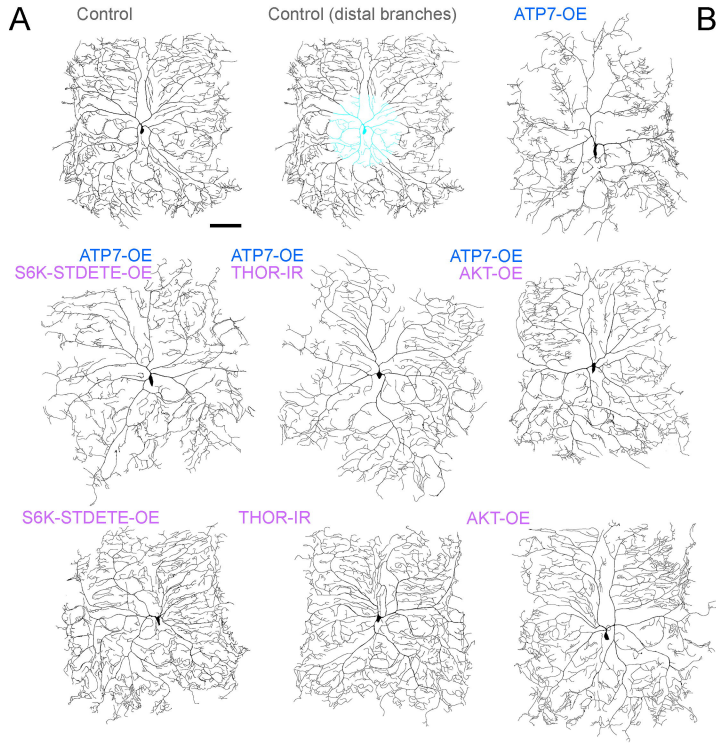 A
Control
Control (distal branches)
ATP7-OE
B
ATP7-OE
S6K-STDETE-OE
ATP7-OE
THOR-IR
ATP7-OE
AKT-OE
S6K-STDETE-OE
THOR-IR
AKT-OE